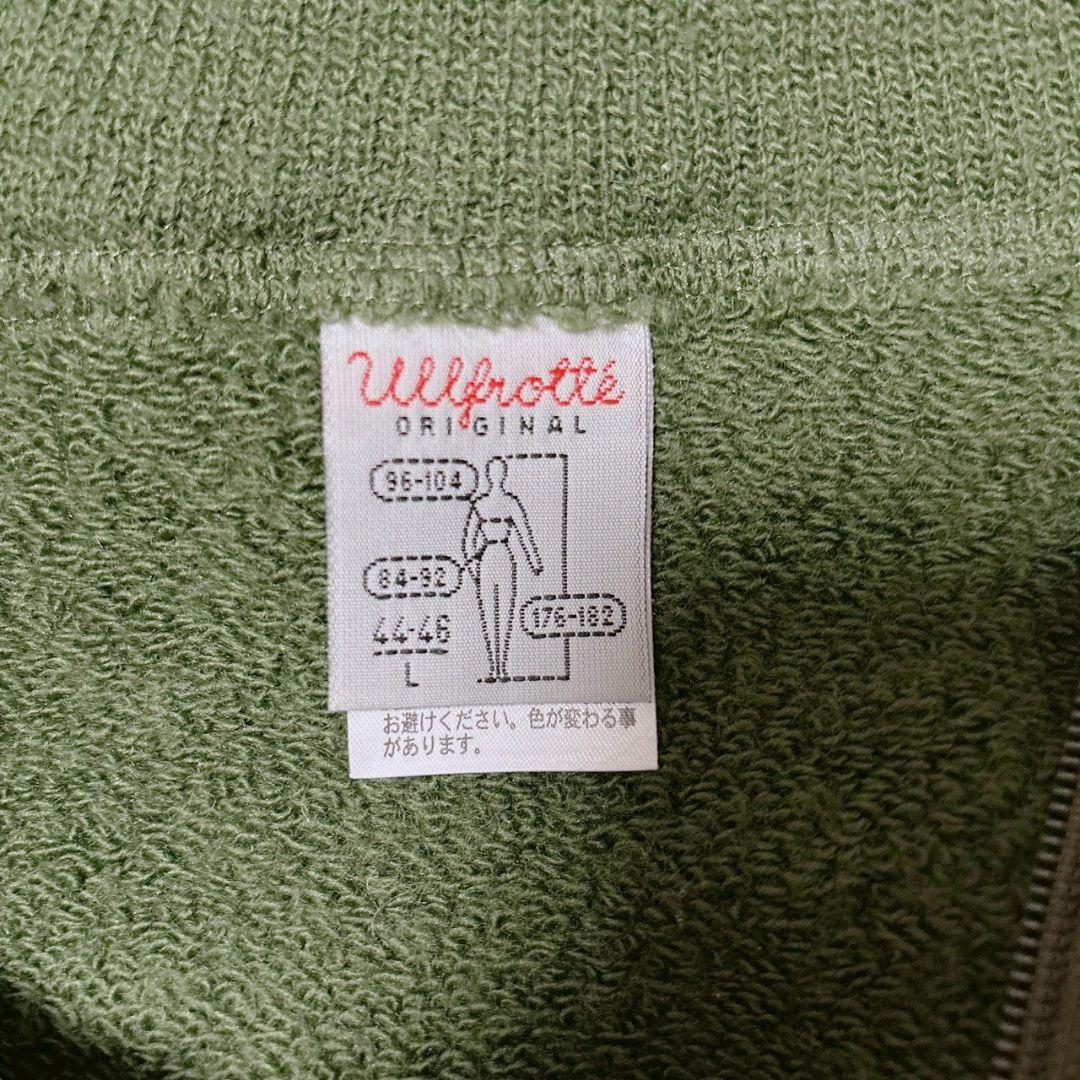 Ullfrotté
ORIGINAL
96-104
84-92
176-182
44-46
L
お避けください。色が変わる事
があります。